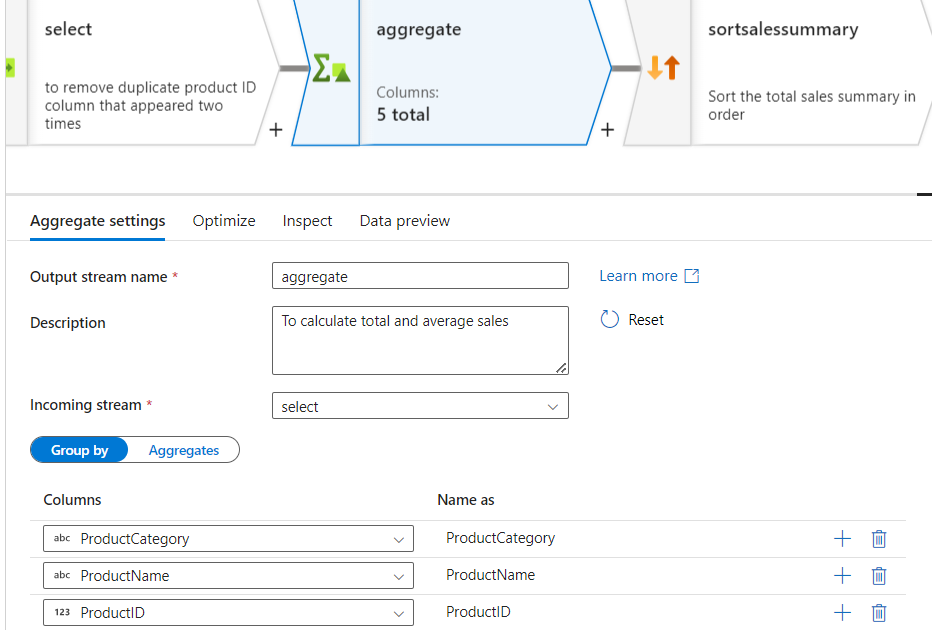 select
aggregate
sortsalessummary
to remove duplicate product ID
column that appeared two
times
Columns:
5 total
Sort the total sales summary in
order
+
+
Aggregate settings
Optimize
Inspect
Data preview
Output stream name *
aggregate
Learn more
Description
To calculate total and average sales
Reset
Incoming stream *
select
Group by
Aggregates
Columns
Name as
abc ProductCategory
ProductCategory
abc ProductName
ProductName
123 ProductID
ProductID